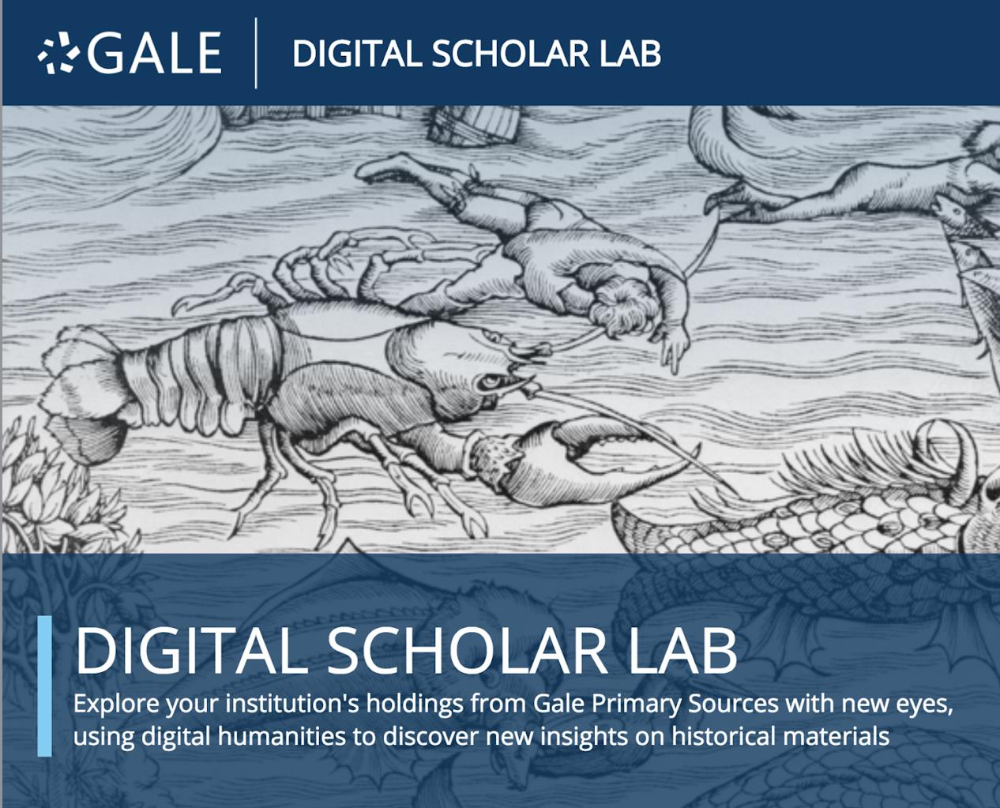 GALE
DIGITAL SCHOLAR LAB
DIGITAL SCHOLAR LAB
Explore your institution's holdings from Gale Primary Sources with new eyes,
using digital humanities to discover new insights on historical materials